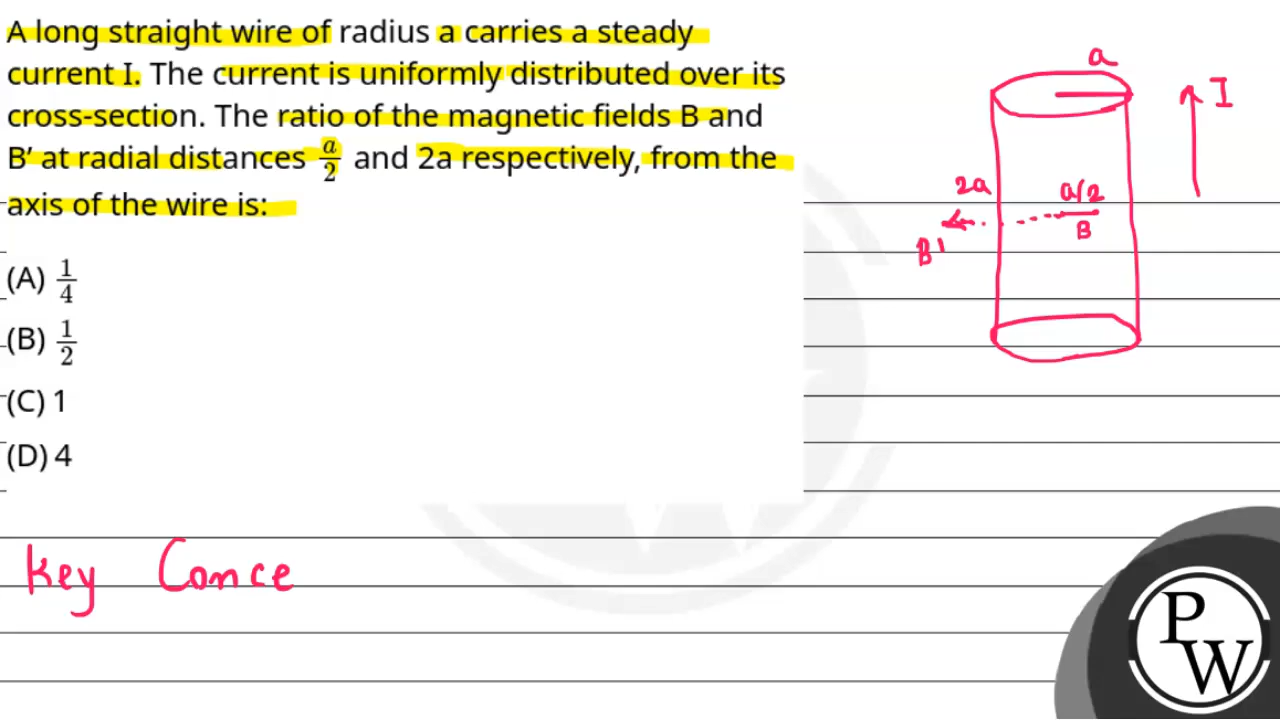 A long straight wire of radius a carries a steady
current I. The current is uniformly distributed over its
cross-section. The ratio of the magnetic fields B and
B′ at radial distances a/2 and 2a respectively, from the
axis of the wire is:
(A) 1/4
(B) 1/2
(C) 1
(D) 4
Key Conce
a
I
2a
a/2
B
B'
PW